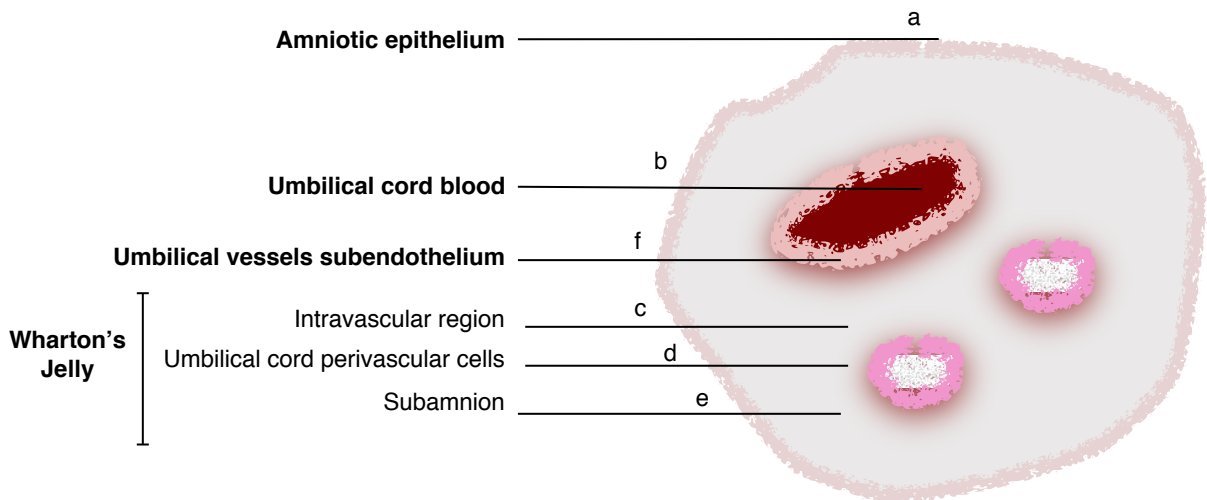 a
Amniotic epithelium
b
Umbilical cord blood
f
Umbilical vessels subendothelium
c
Intravascular region
Wharton's
Jelly
d
Umbilical cord perivascular cells
e
Subamnion